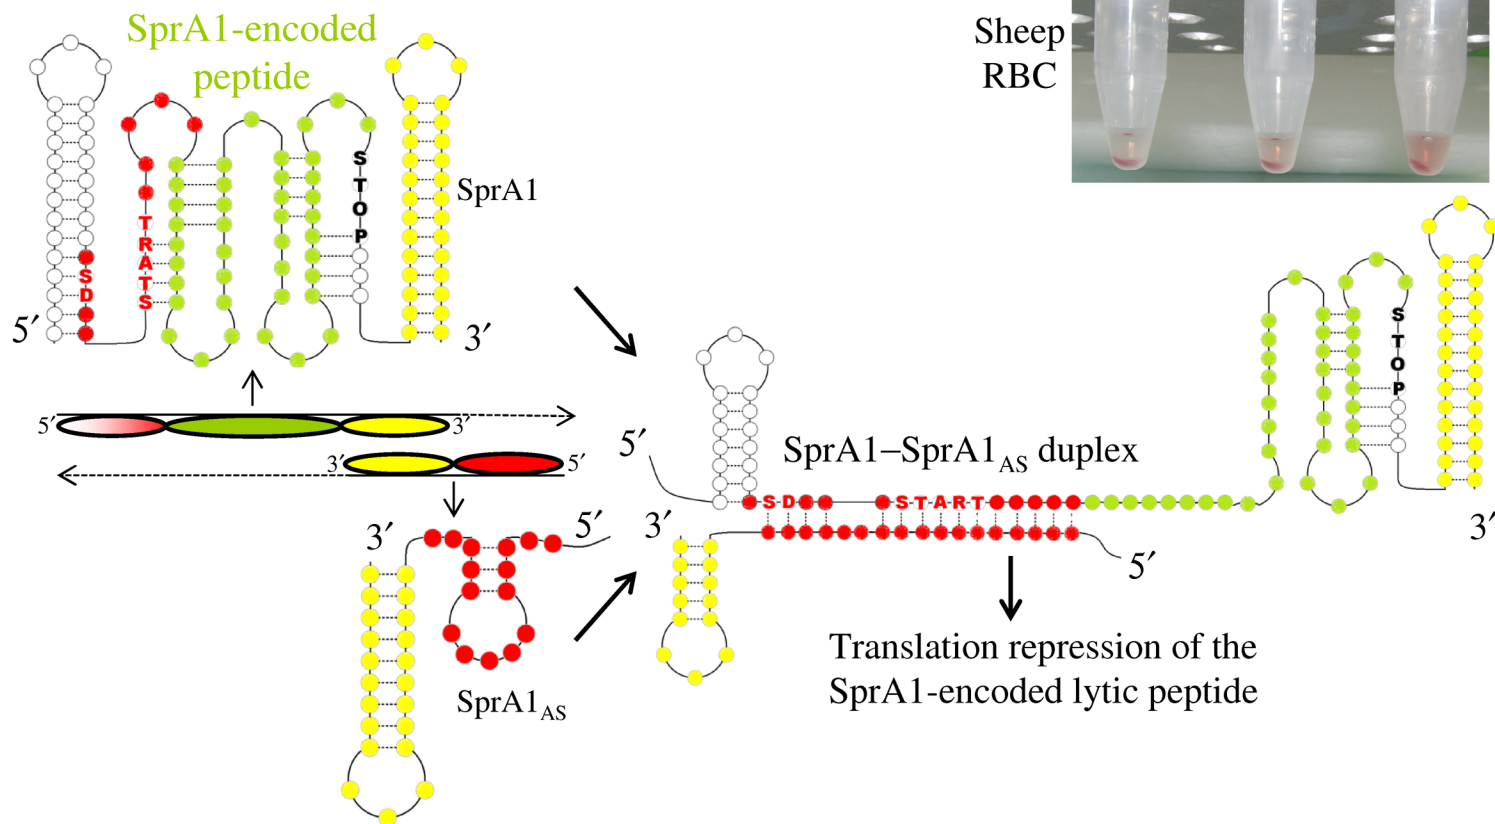 SprA1-encoded
peptide
Sheep
RBC
SprA1
SD
START
STOP
5′
3′
5′
3′
3′
5′
SprA1–SprA1AS duplex
5′
SD START
STOP
3′
3′
5′
3′
5′
SprA1AS
Translation repression of the
SprA1-encoded lytic peptide